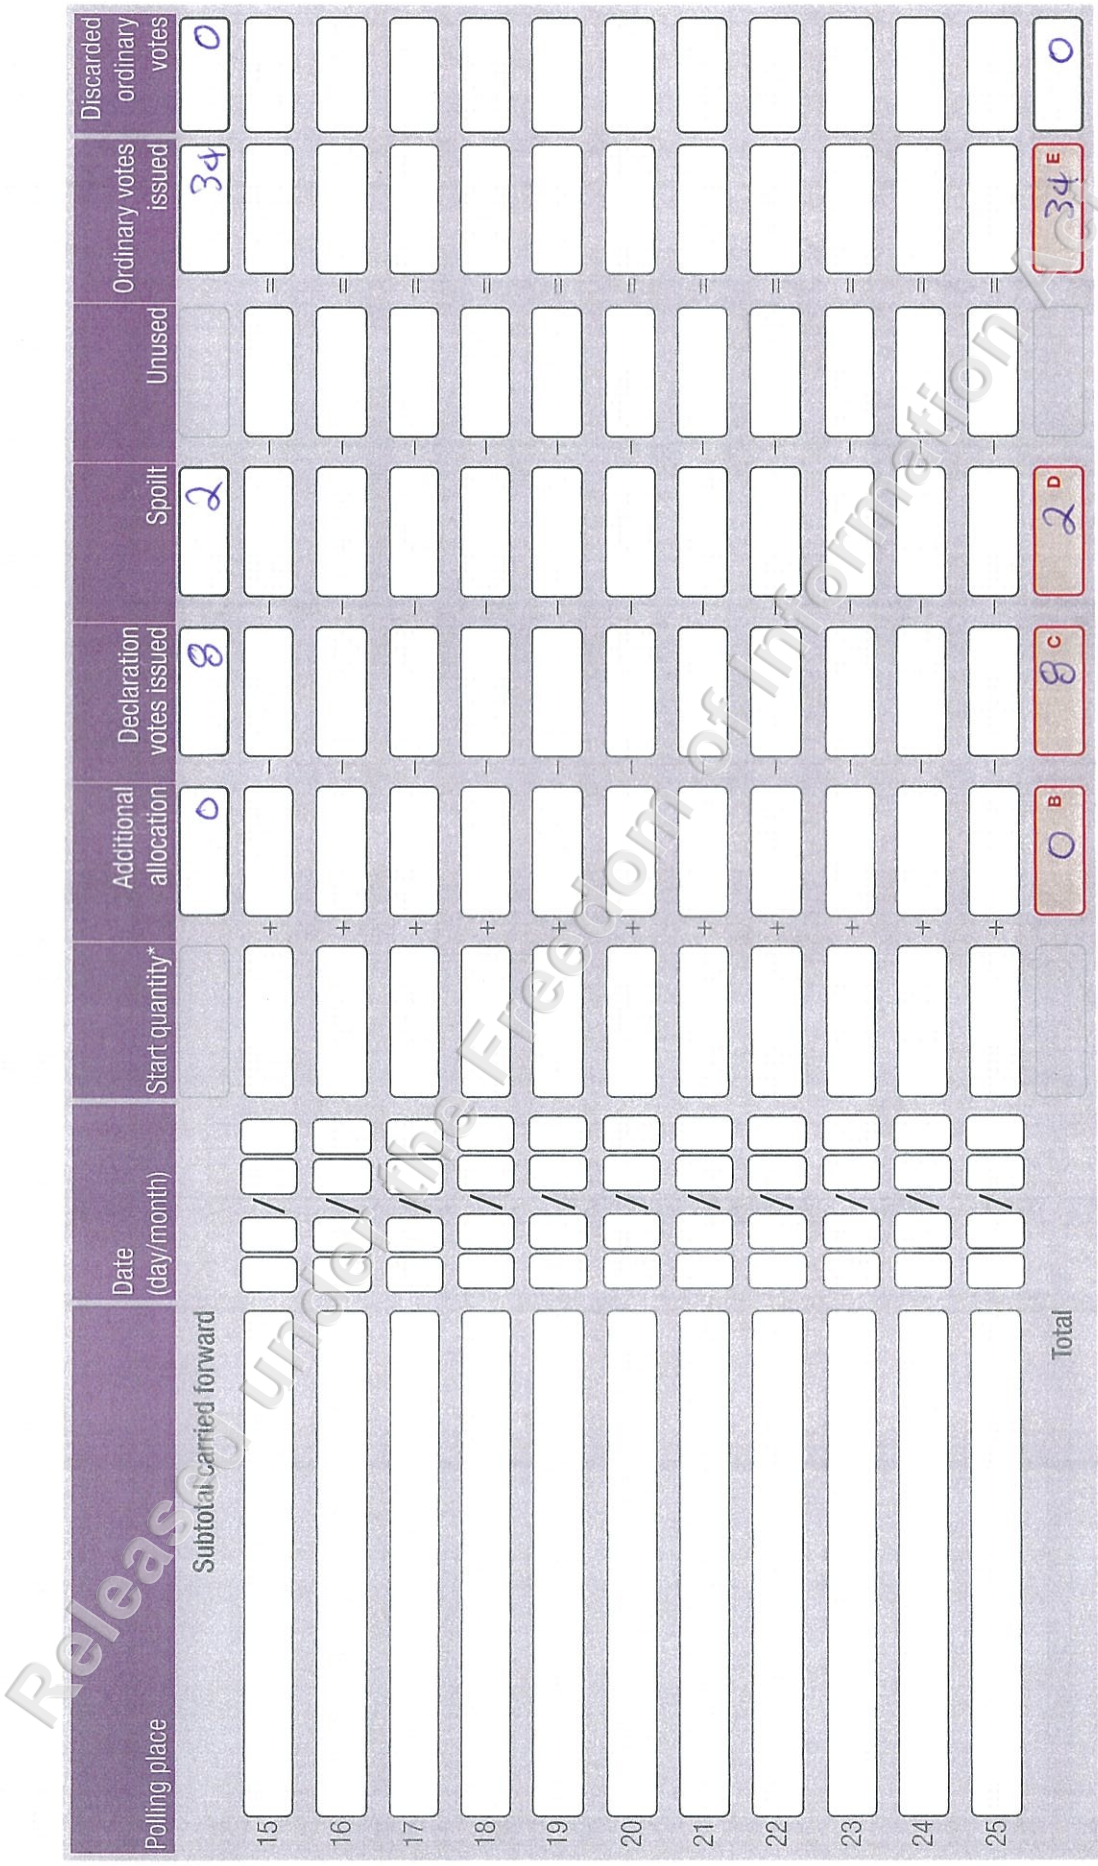 Polling place Date (day/month) Start quantity* Additional allocation Declaration votes issued Spoilt Unused Ordinary votes issued Discarded ordinary votes
Subtotal carried forward 0 8 2 34 0
15 / + - - - =
16 / + - - - =
17 / + - - - =
18 / + - - - =
19 / + - - - =
20 / + - - - =
21 / + - - - =
22 / + - - - =
23 / + - - - =
24 / + - - - =
25 / + - - - =
Total 0 B 8 C 2 D 34 E 0
Released under the Freedom of Information Act